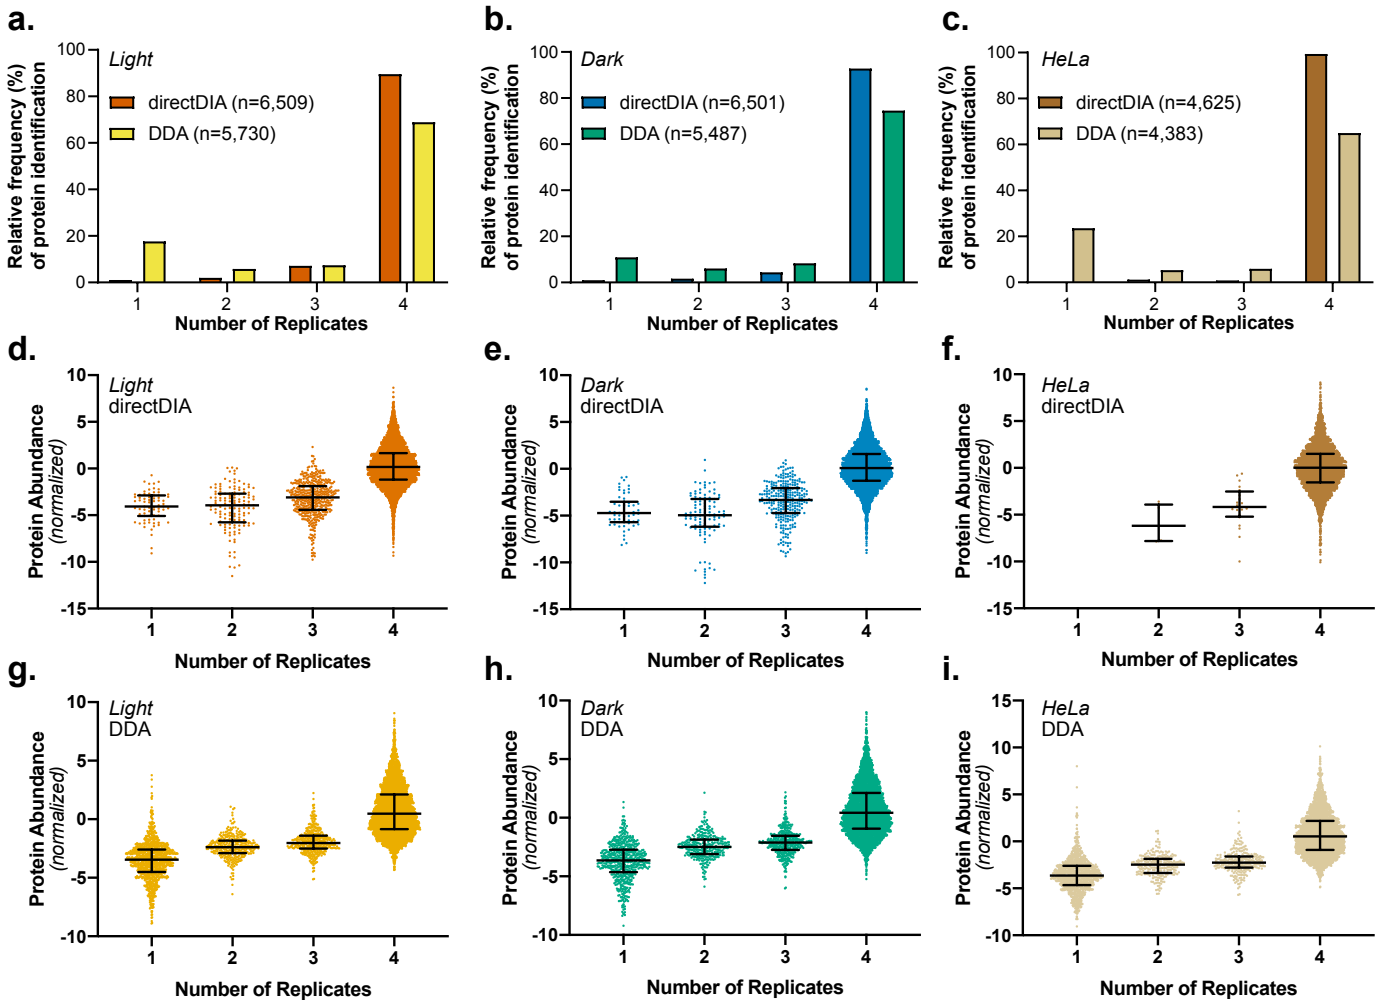 a.
Relative frequency (%)
of protein identification
100
80
60
40
20
0
Light
directDIA (n=6,509)
DDA (n=5,730)
1 2 3 4
Number of Replicates
b.
Relative frequency (%)
of protein identification
100
80
60
40
20
0
Dark
directDIA (n=6,501)
DDA (n=5,487)
1 2 3 4
Number of Replicates
c.
Relative frequency (%)
of protein identification
100
80
60
40
20
0
HeLa
directDIA (n=4,625)
DDA (n=4,383)
1 2 3 4
Number of Replicates
d.
Protein Abundance
(normalized)
10
5
0
-5
-10
-15
Light
directDIA
1 2 3 4
Number of Replicates
e.
Protein Abundance
(normalized)
10
5
0
-5
-10
-15
Dark
directDIA
1 2 3 4
Number of Replicates
f.
Protein Abundance
(normalized)
10
5
0
-5
-10
-15
HeLa
directDIA
1 2 3 4
Number of Replicates
g.
Protein Abundance
(normalized)
10
5
0
-5
-10
Light
DDA
1 2 3 4
Number of Replicates
h.
Protein Abundance
(normalized)
10
5
0
-5
-10
Dark
DDA
1 2 3 4
Number of Replicates
i.
Protein Abundance
(normalized)
15
10
5
0
-5
-10
HeLa
DDA
1 2 3 4
Number of Replicates